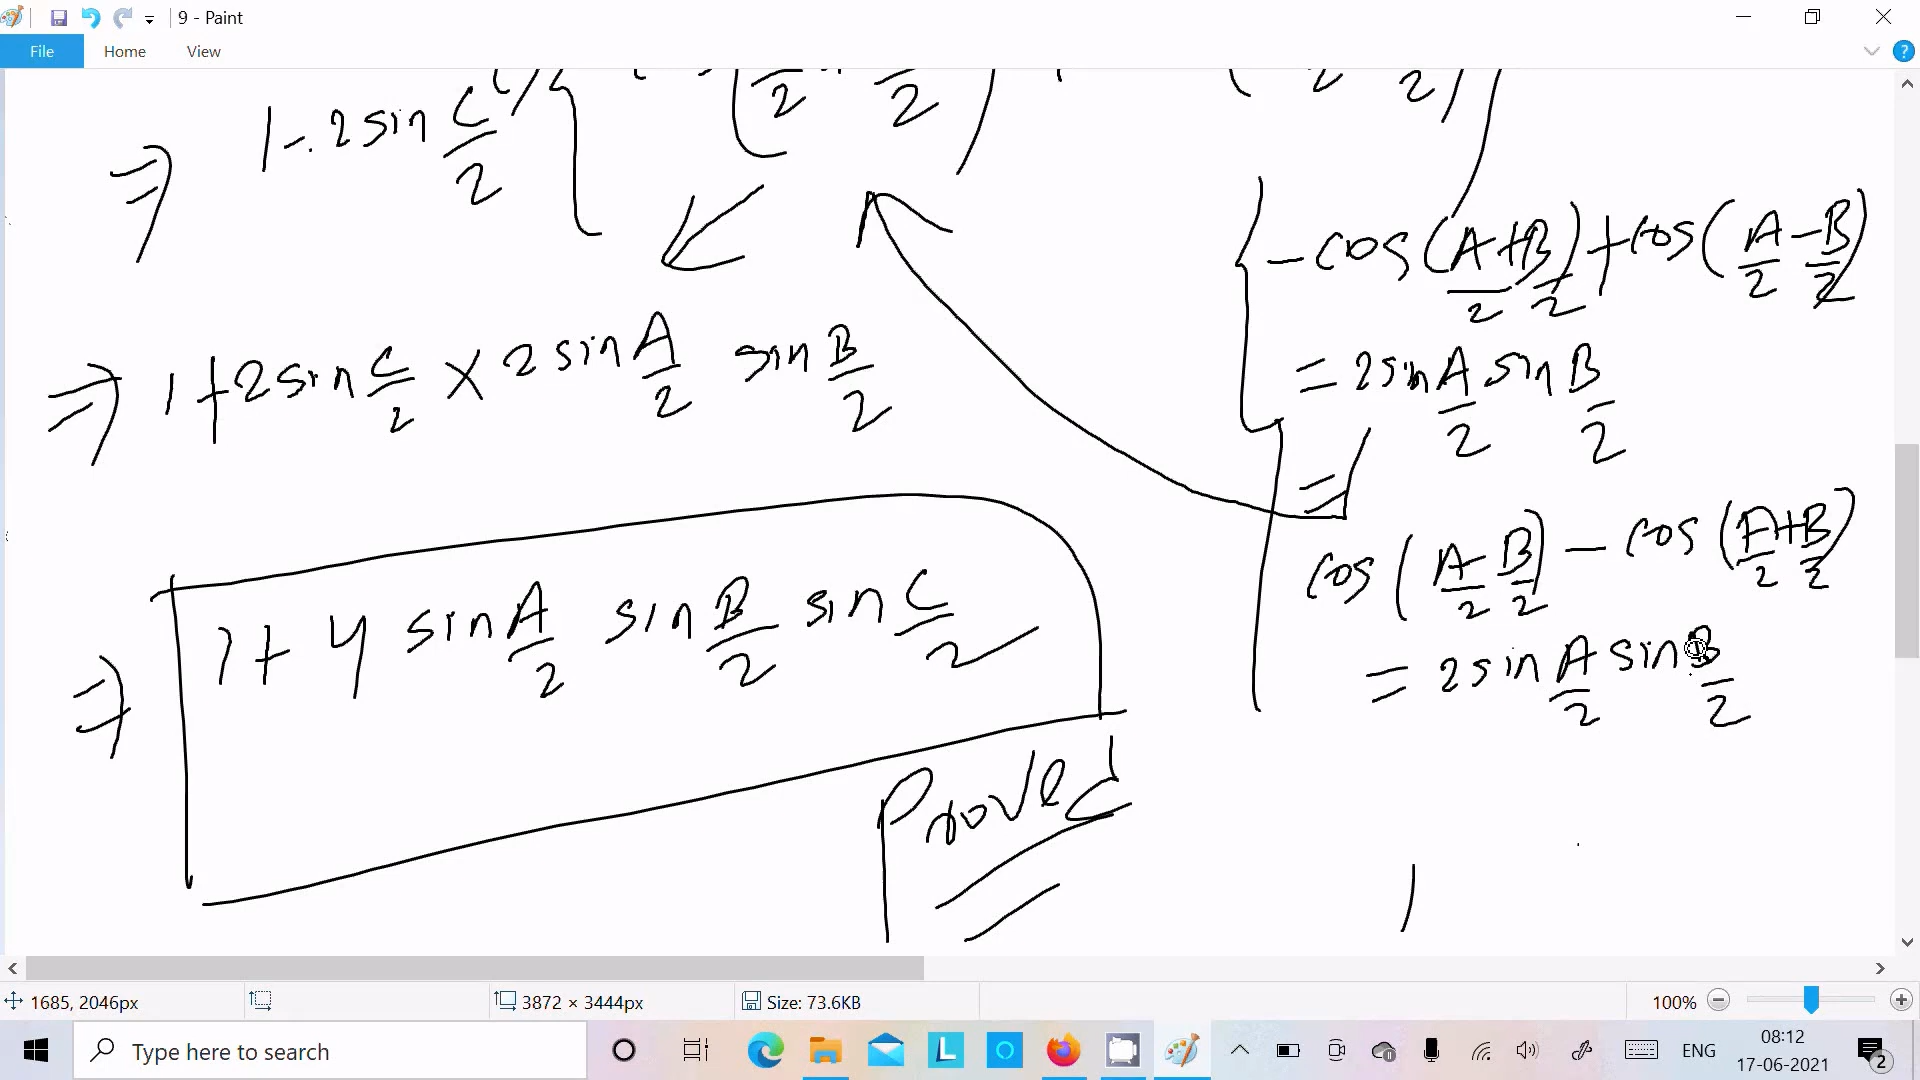 9 - Paint
File Home View
⇒ 1 - 2 sin C/2
- cos(A/2 + B/2) + cos(A/2 - B/2)
= 2 sin A/2 sin B/2
⇒ 1 + 2 sin C/2 × 2 sin A/2 sin B/2
=
cos(A/2 - B/2) - cos(A/2 + B/2)
= 2 sin A/2 sin B/2
⇒ 1 + 4 sin A/2 sin B/2 sin C/2
Proved
1685, 2046px 3872 × 3444px Size: 73.6KB 100%
Type here to search
L
ENG
08:12
17-06-2021
2